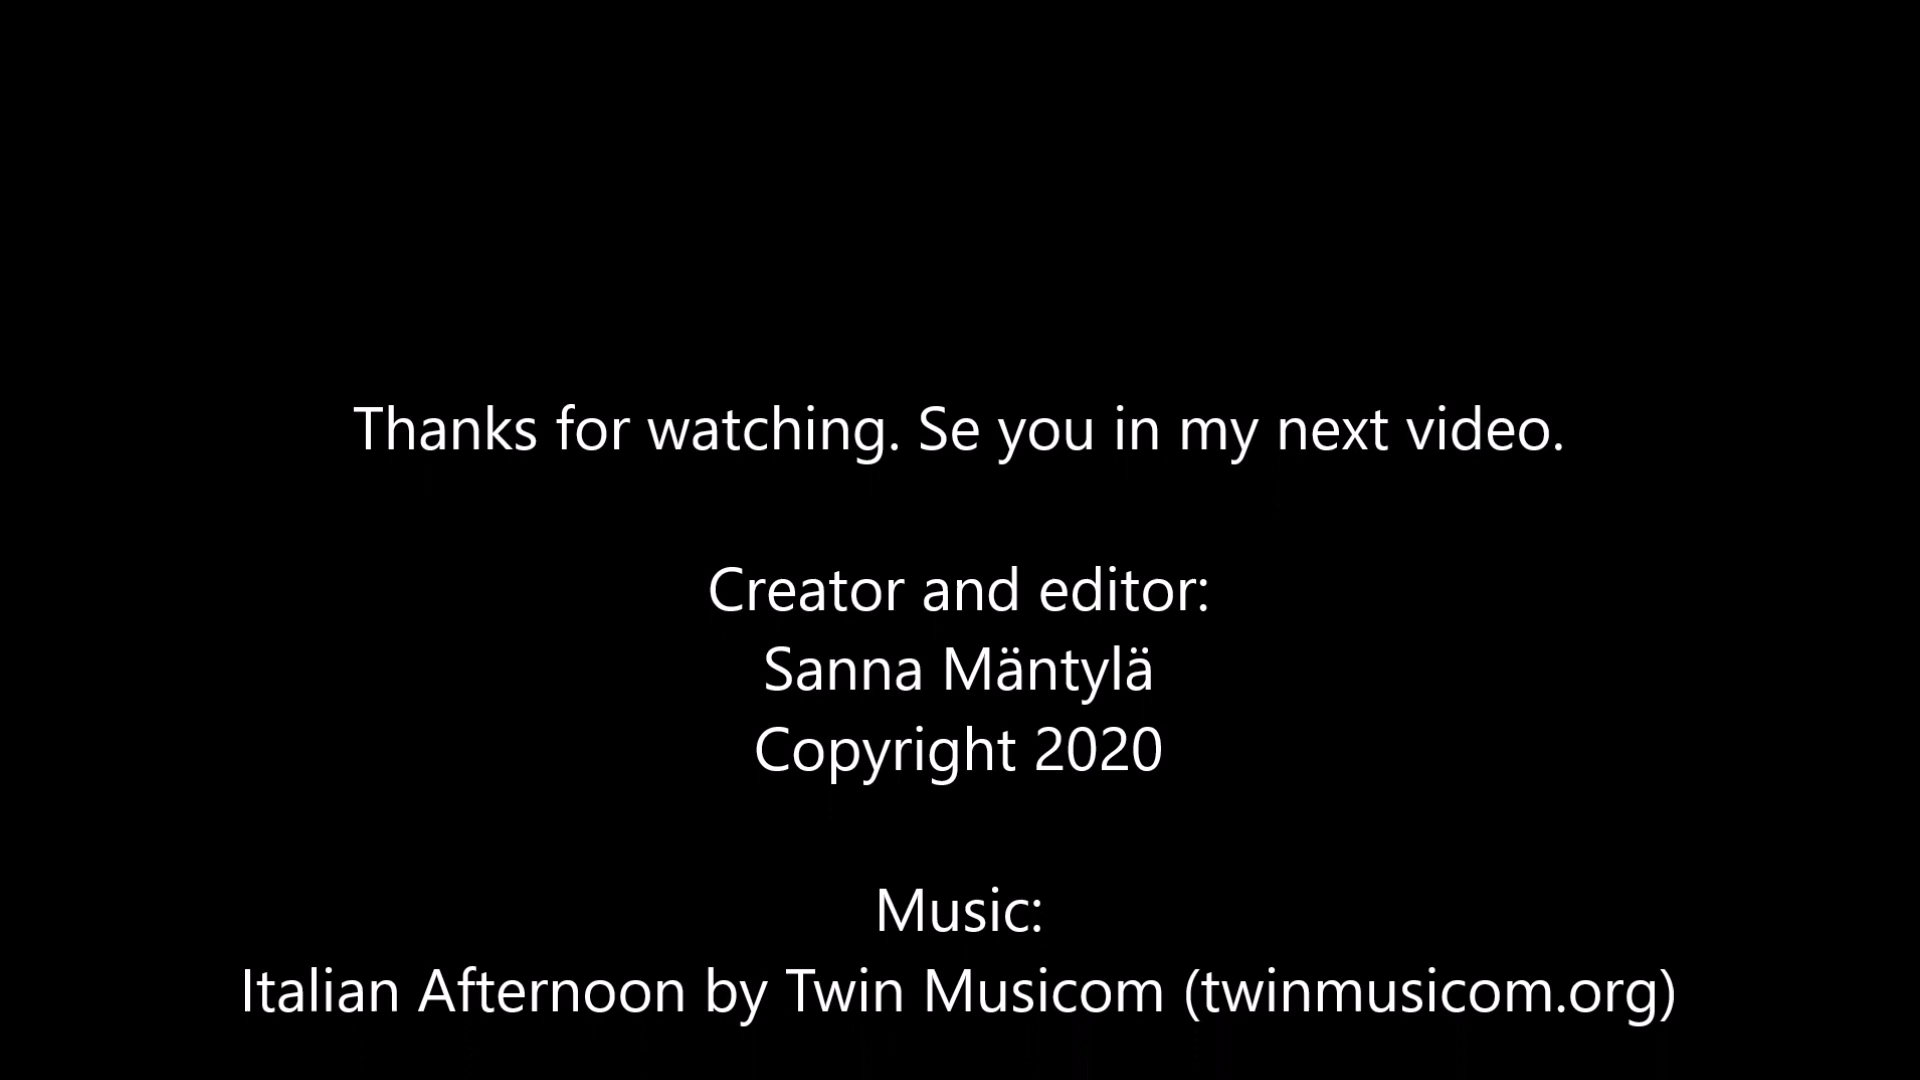 Thanks for watching. Se you in my next video.
Creator and editor:
Sanna Mäntylä
Copyright 2020
Music:
Italian Afternoon by Twin Musicom (twinmusicom.org)